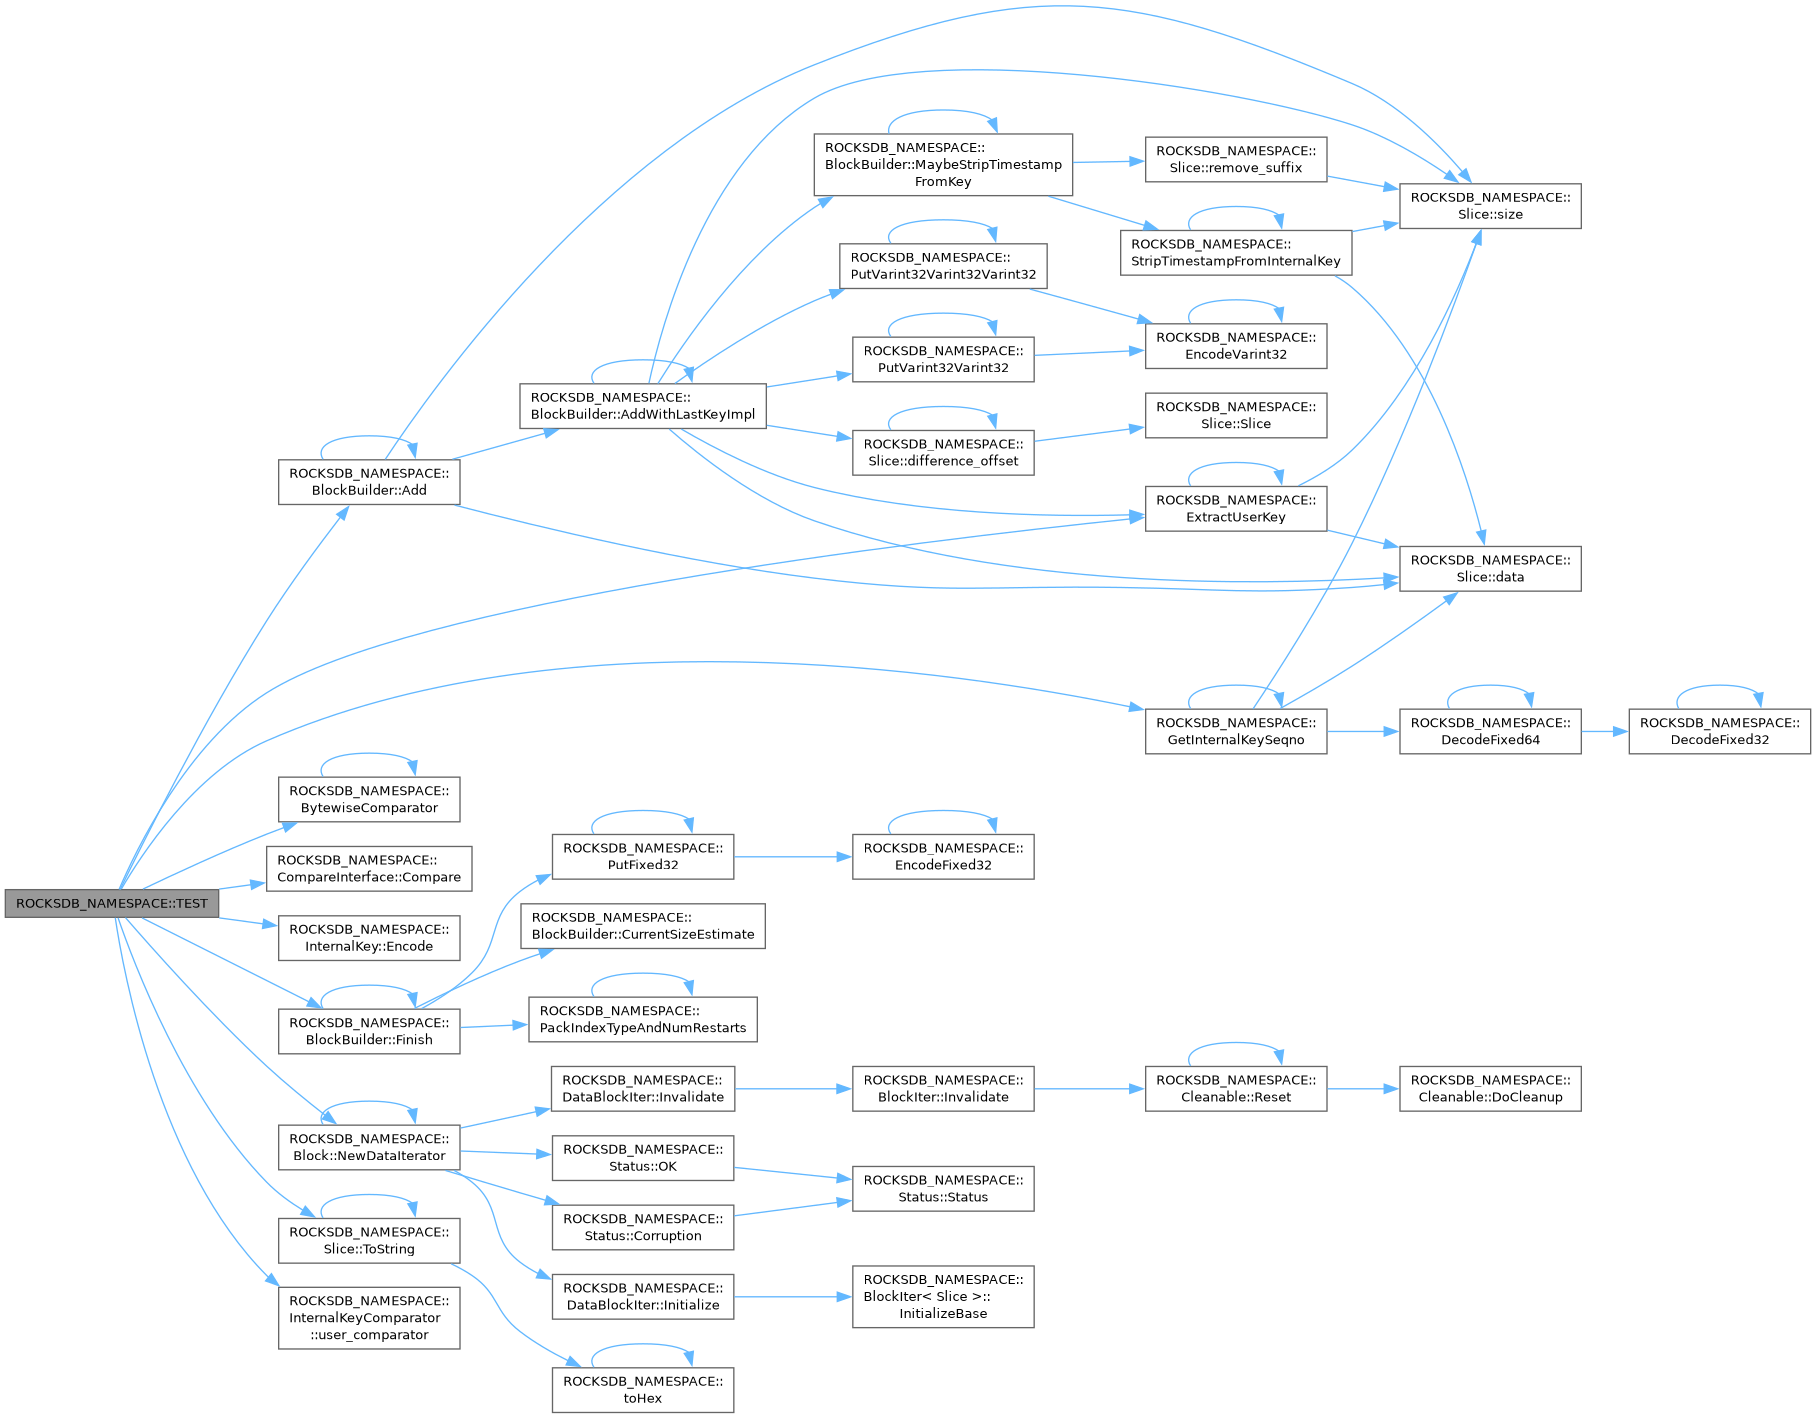 ROCKSDB_NAMESPACE::TEST
ROCKSDB_NAMESPACE::
BlockBuilder::Add
ROCKSDB_NAMESPACE::
BlockBuilder::AddWithLastKeyImpl
ROCKSDB_NAMESPACE::
BlockBuilder::MaybeStripTimestamp
FromKey
ROCKSDB_NAMESPACE::
Slice::remove_suffix
ROCKSDB_NAMESPACE::
Slice::size
ROCKSDB_NAMESPACE::
StripTimestampFromInternalKey
ROCKSDB_NAMESPACE::
PutVarint32Varint32Varint32
ROCKSDB_NAMESPACE::
EncodeVarint32
ROCKSDB_NAMESPACE::
PutVarint32Varint32
ROCKSDB_NAMESPACE::
Slice::Slice
ROCKSDB_NAMESPACE::
Slice::difference_offset
ROCKSDB_NAMESPACE::
ExtractUserKey
ROCKSDB_NAMESPACE::
Slice::data
ROCKSDB_NAMESPACE::
GetInternalKeySeqno
ROCKSDB_NAMESPACE::
DecodeFixed64
ROCKSDB_NAMESPACE::
DecodeFixed32
ROCKSDB_NAMESPACE::
BytewiseComparator
ROCKSDB_NAMESPACE::
CompareInterface::Compare
ROCKSDB_NAMESPACE::
InternalKey::Encode
ROCKSDB_NAMESPACE::
BlockBuilder::Finish
ROCKSDB_NAMESPACE::
PutFixed32
ROCKSDB_NAMESPACE::
EncodeFixed32
ROCKSDB_NAMESPACE::
BlockBuilder::CurrentSizeEstimate
ROCKSDB_NAMESPACE::
PackIndexTypeAndNumRestarts
ROCKSDB_NAMESPACE::
Block::NewDataIterator
ROCKSDB_NAMESPACE::
DataBlockIter::Invalidate
ROCKSDB_NAMESPACE::
BlockIter::Invalidate
ROCKSDB_NAMESPACE::
Cleanable::Reset
ROCKSDB_NAMESPACE::
Cleanable::DoCleanup
ROCKSDB_NAMESPACE::
Status::OK
ROCKSDB_NAMESPACE::
Status::Status
ROCKSDB_NAMESPACE::
Status::Corruption
ROCKSDB_NAMESPACE::
DataBlockIter::Initialize
ROCKSDB_NAMESPACE::
BlockIter< Slice >::
InitializeBase
ROCKSDB_NAMESPACE::
Slice::ToString
ROCKSDB_NAMESPACE::
toHex
ROCKSDB_NAMESPACE::
InternalKeyComparator
::user_comparator